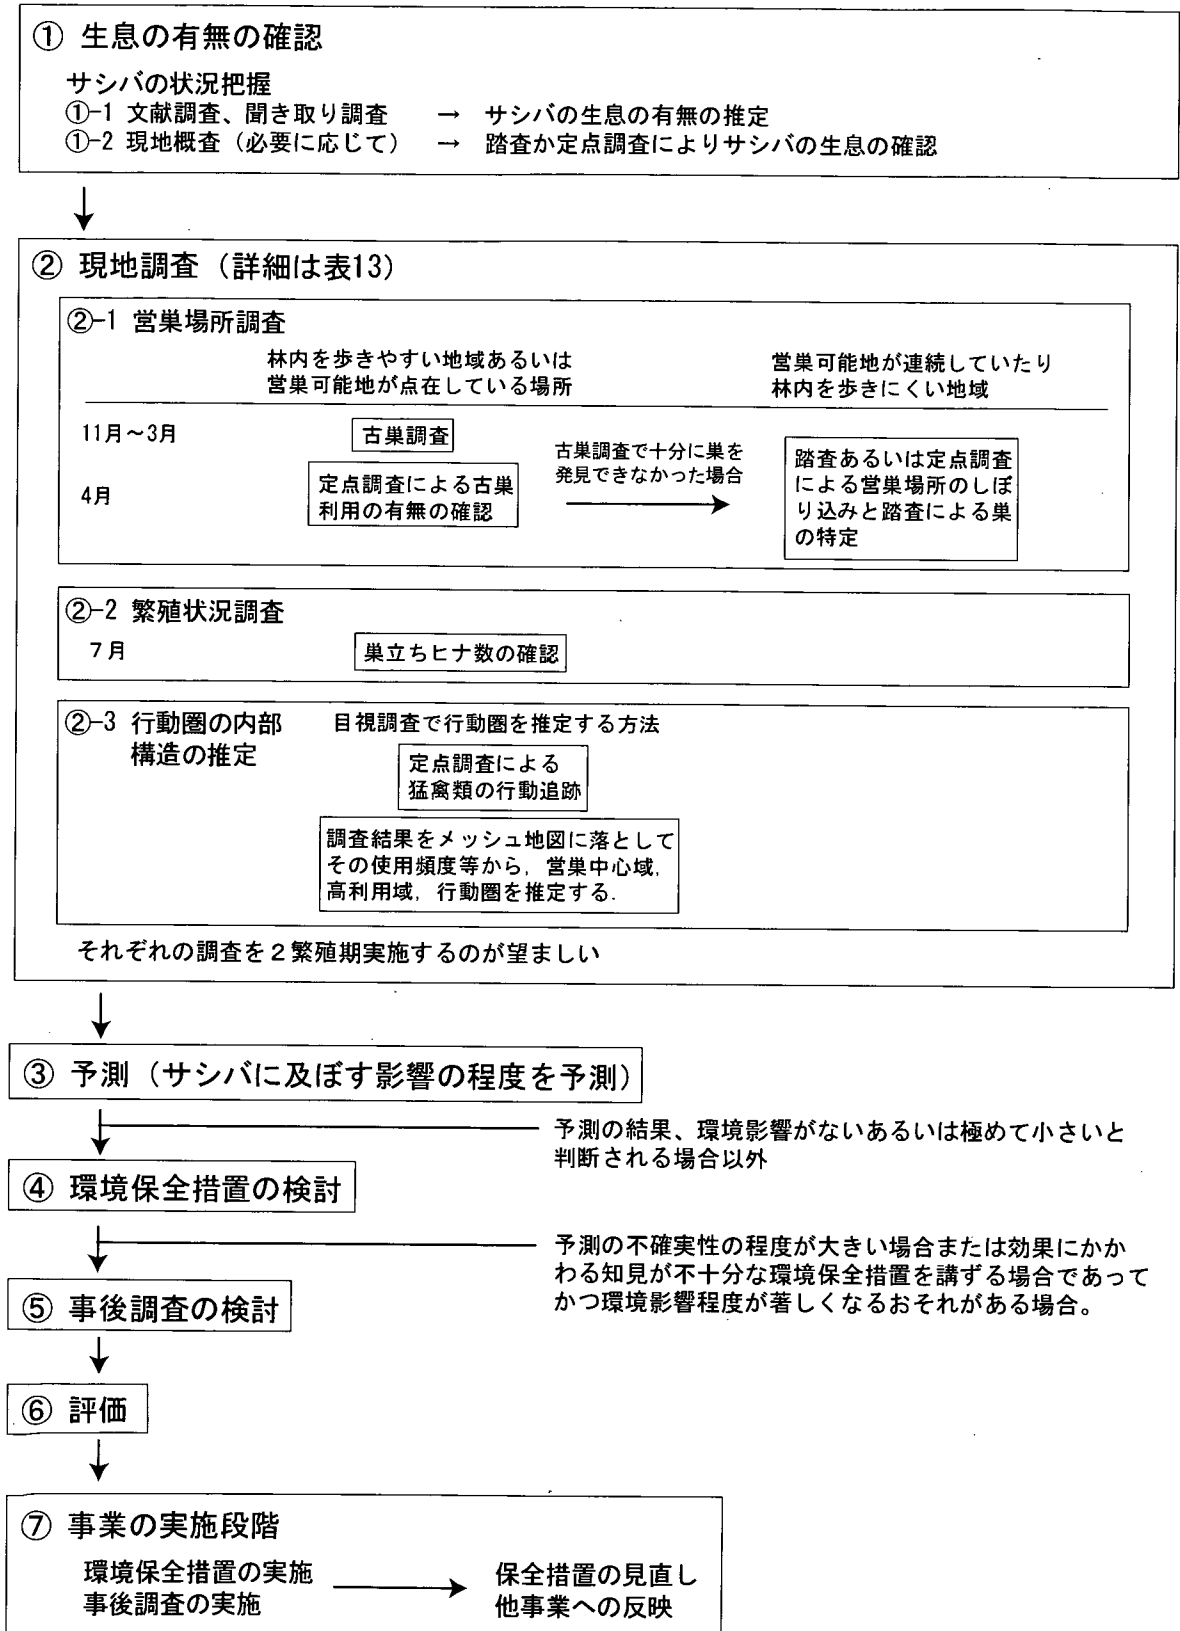 ① 生息の有無の確認
サシバの状況把握
①-1 文献調査、聞き取り調査 → サシバの生息の有無の推定
①-2 現地概査（必要に応じて） → 踏査か定点調査によりサシバの生息の確認
② 現地調査（詳細は表13）
②-1 営巣場所調査
林内を歩きやすい地域あるいは
営巣可能地が点在している場所
営巣可能地が連続していたり
林内を歩きにくい地域
11月～3月
古巣調査
4月
定点調査による古巣
利用の有無の確認
古巣調査で十分に巣を
発見できなかった場合
踏査あるいは定点調査
による営巣場所のしぼ
り込みと踏査による巣
の特定
②-2 繁殖状況調査
７月
巣立ちヒナ数の確認
②-3 行動圏の内部
構造の推定
目視調査で行動圏を推定する方法
定点調査による
猛禽類の行動追跡
調査結果をメッシュ地図に落として
その使用頻度等から，営巣中心域，
高利用域，行動圏を推定する．
それぞれの調査を２繁殖期実施するのが望ましい
③ 予測（サシバに及ぼす影響の程度を予測）
予測の結果、環境影響がないあるいは極めて小さいと
判断される場合以外
④ 環境保全措置の検討
予測の不確実性の程度が大きい場合または効果にかか
わる知見が不十分な環境保全措置を講ずる場合であって
かつ環境影響程度が著しくなるおそれがある場合。
⑤ 事後調査の検討
⑥ 評価
⑦ 事業の実施段階
環境保全措置の実施
事後調査の実施
保全措置の見直し
他事業への反映